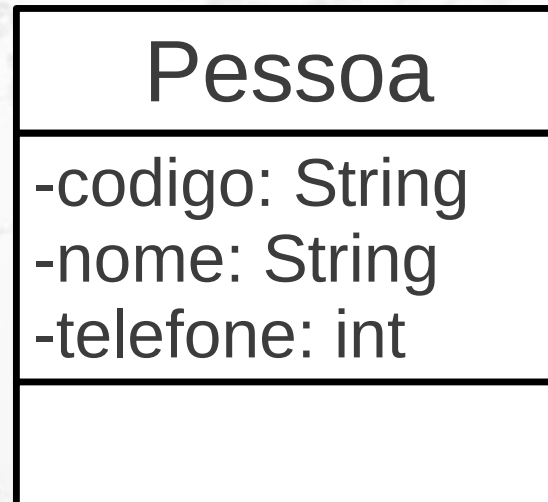 Pessoa
-codigo: String
-nome: String
-telefone: int